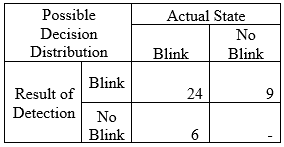 Possible
Decision
Distribution
Actual State
Blink
No
Blink
Result of
Detection
Blink
24
9
No
Blink
6
-